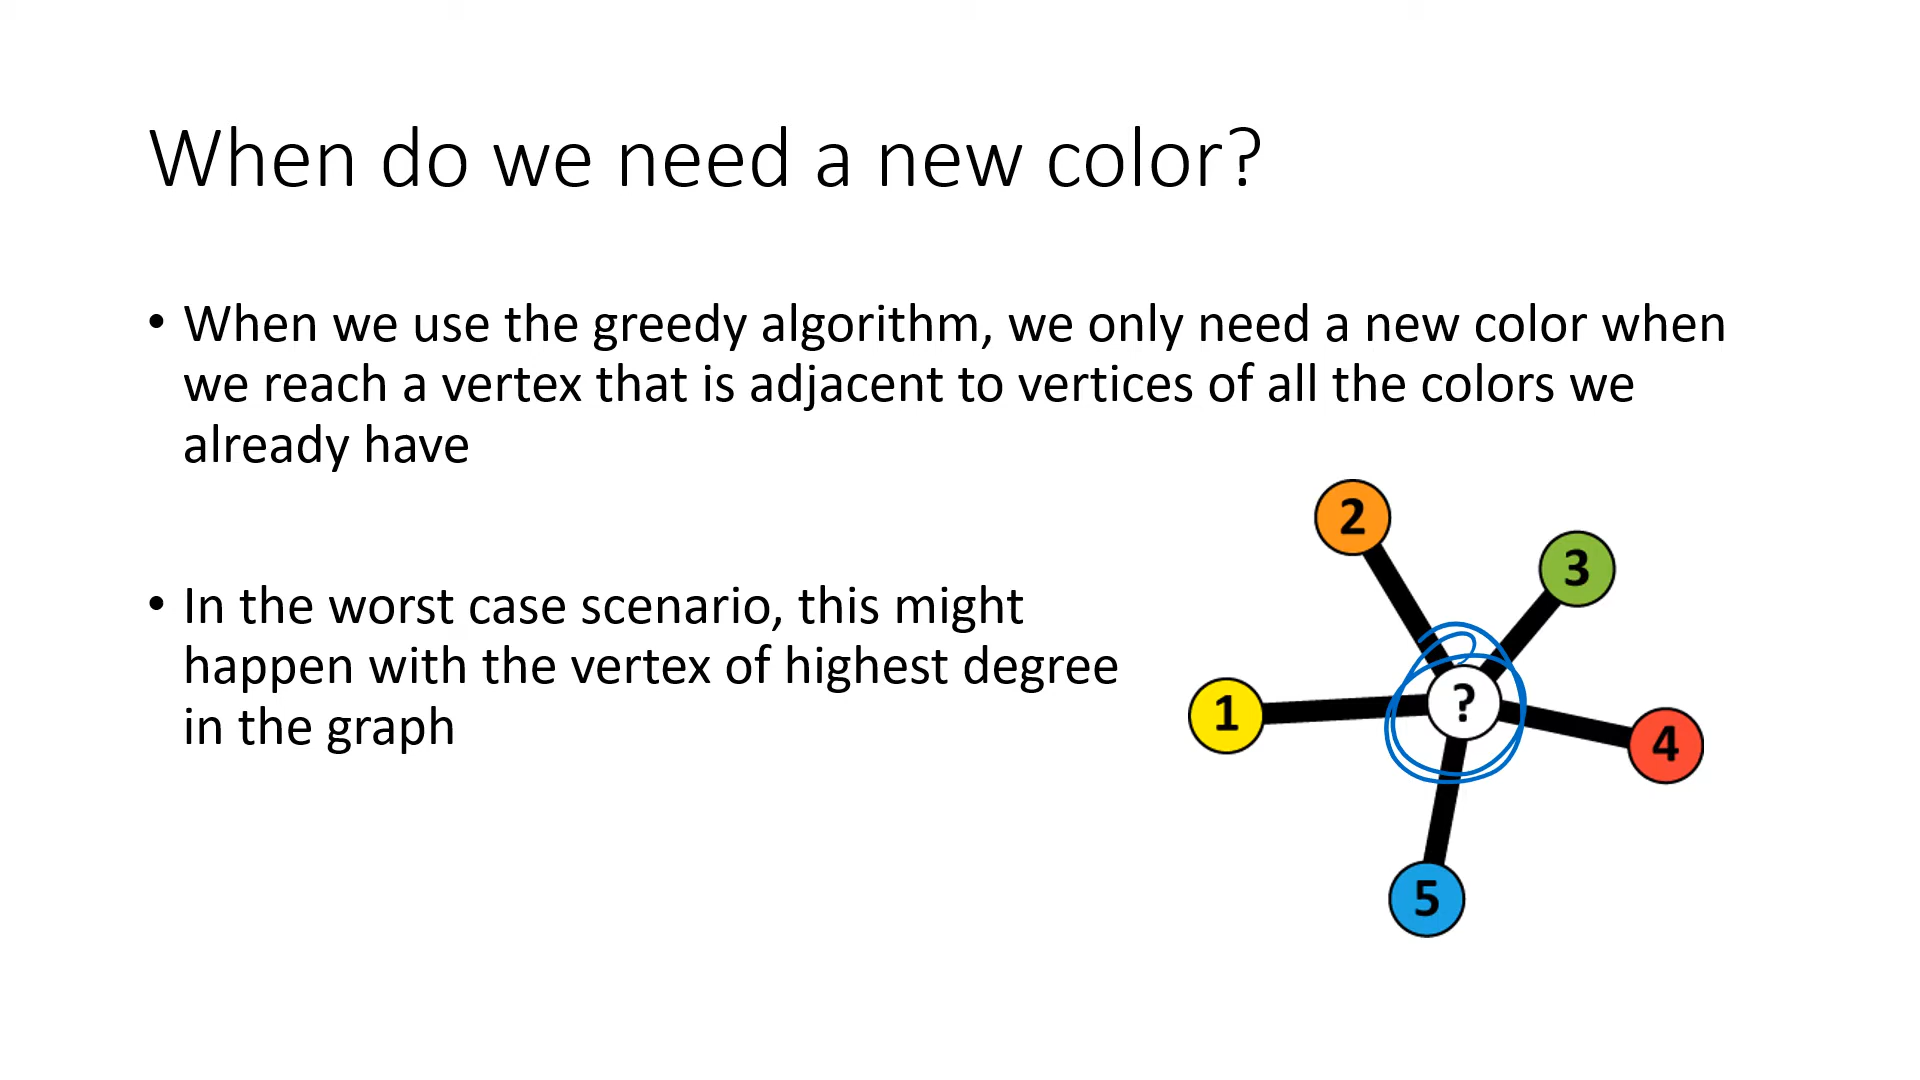 When do we need a new color?
• When we use the greedy algorithm, we only need a new color when
we reach a vertex that is adjacent to vertices of all the colors we
already have
• In the worst case scenario, this might
happen with the vertex of highest degree
in the graph
2
3
1
?
4
5